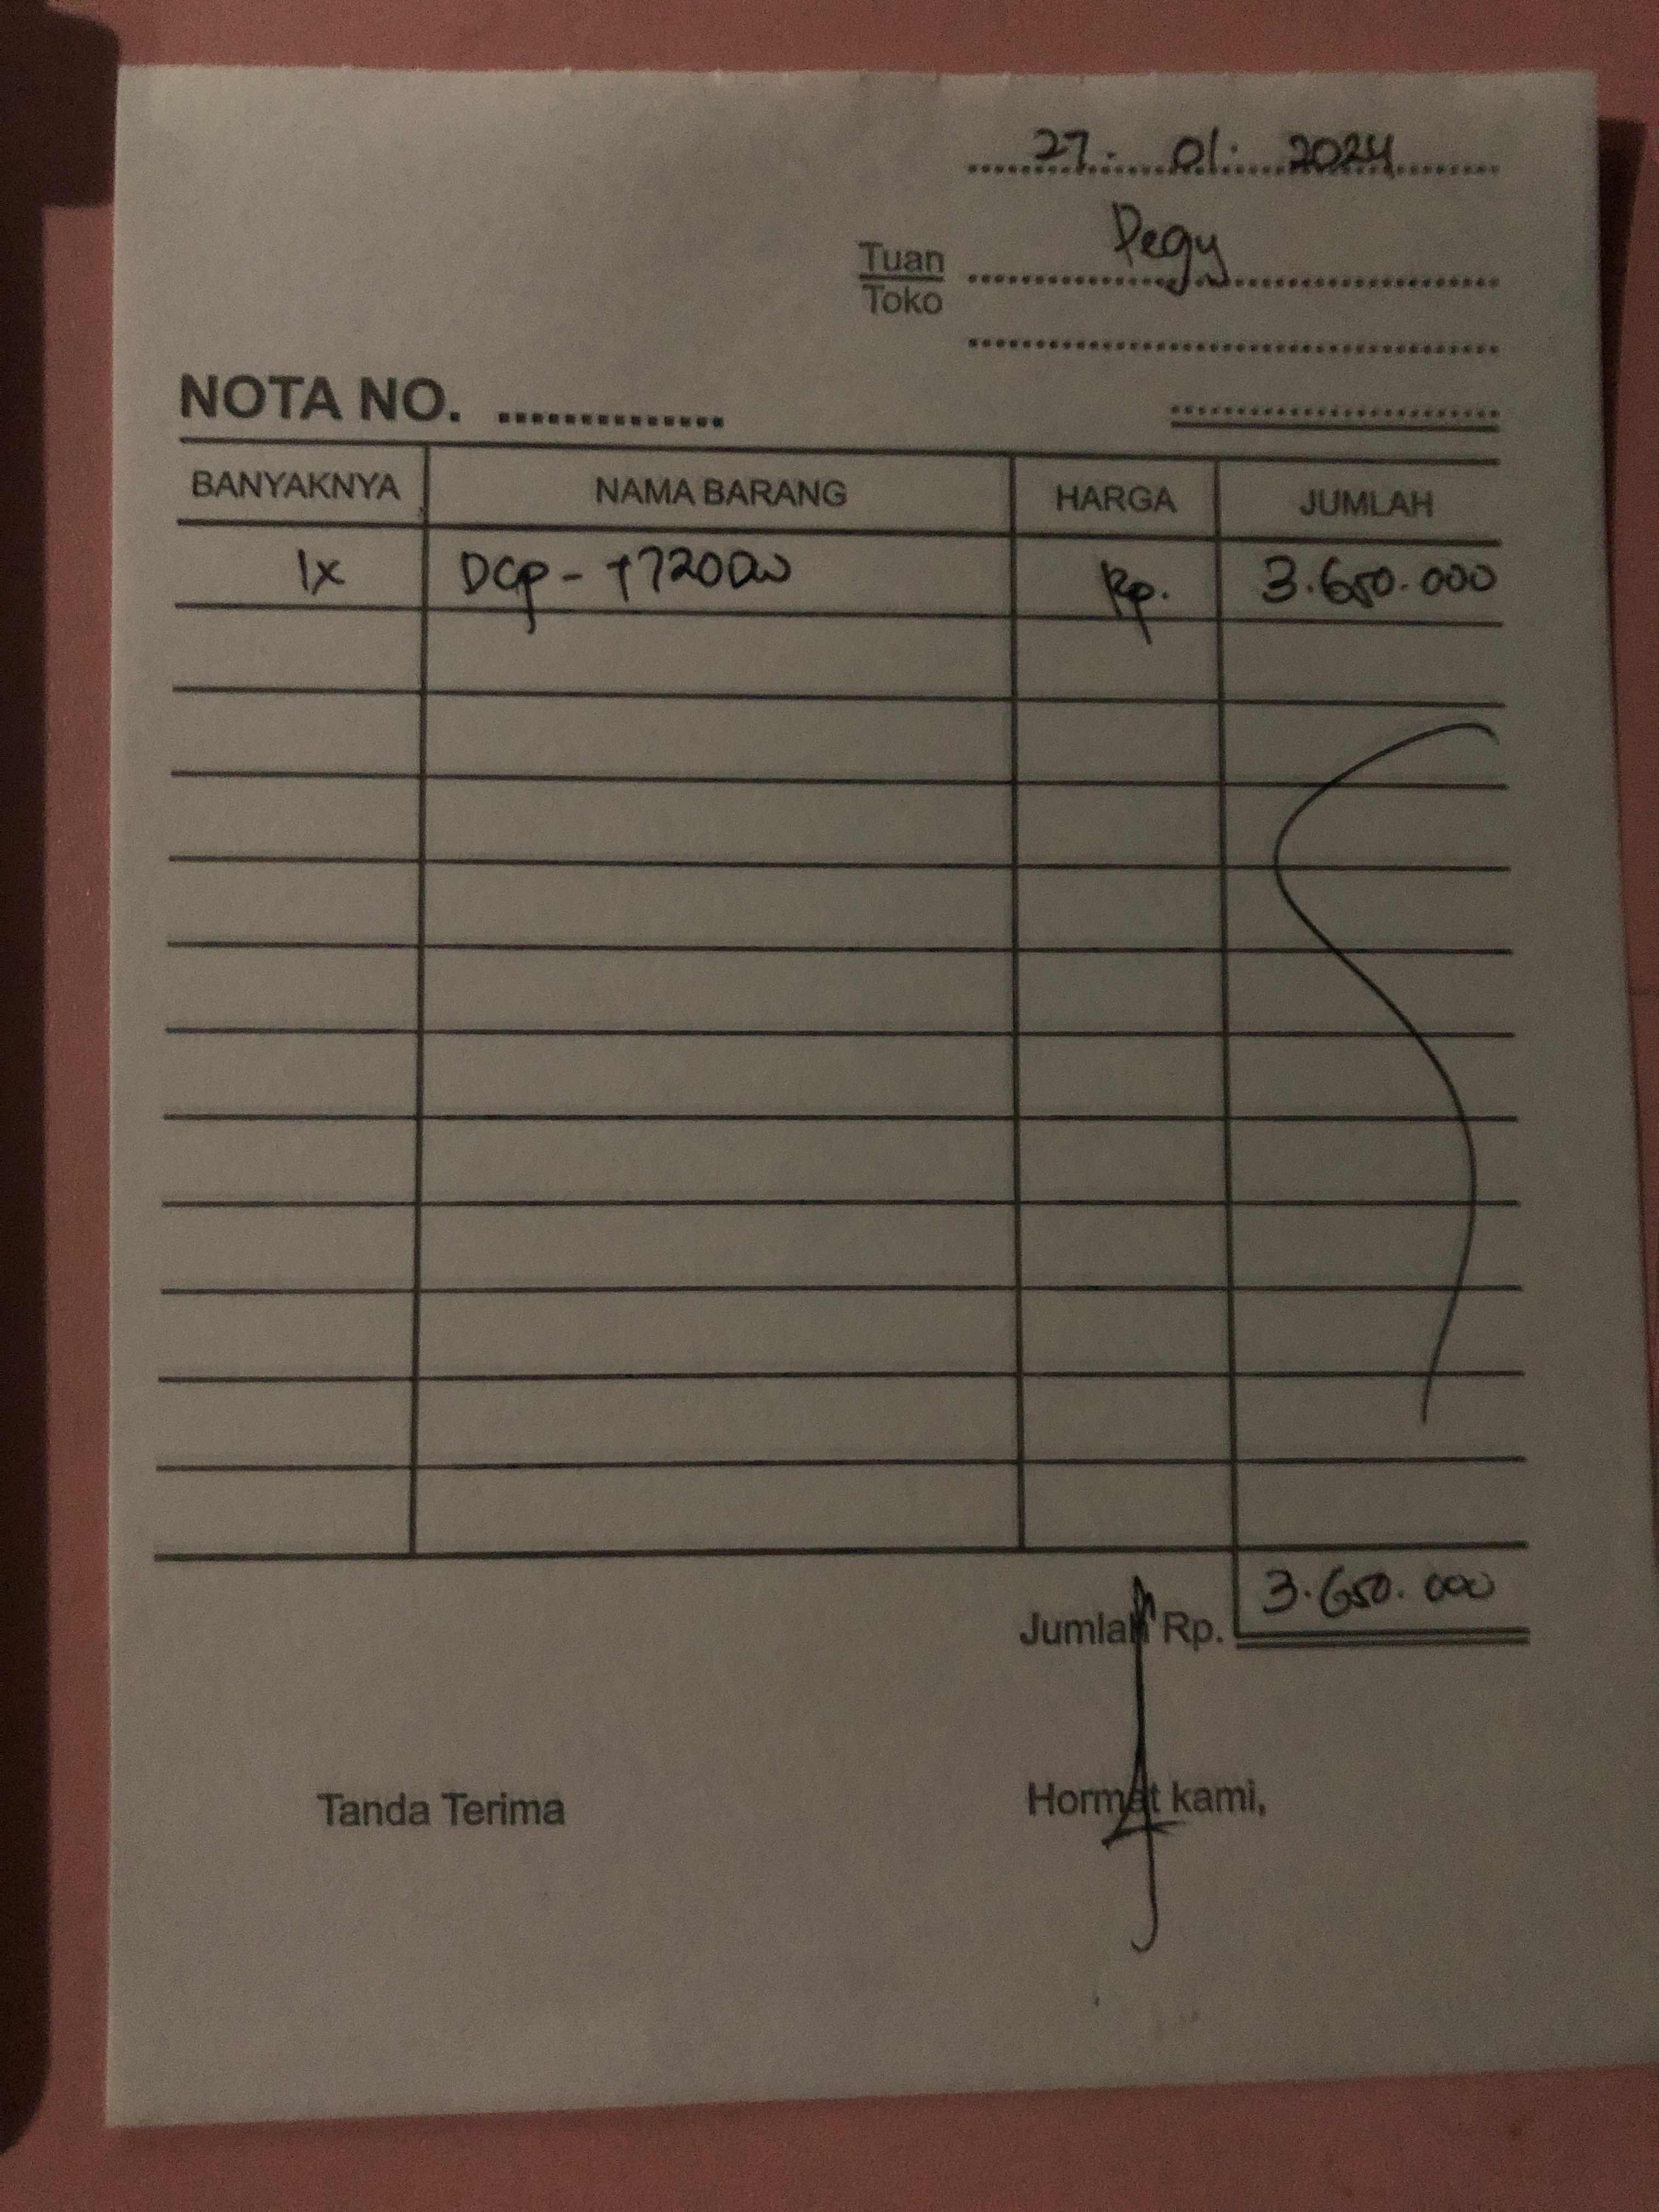 27. 01. 2024
Tuan Pegy
Toko
NOTA NO. ..............
BANYAKNYA NAMA BARANG HARGA JUMLAH
1x DCP - T720DW Rp. 3.650.000
Jumlah Rp. 3.650.000
Tanda Terima Hormat kami,